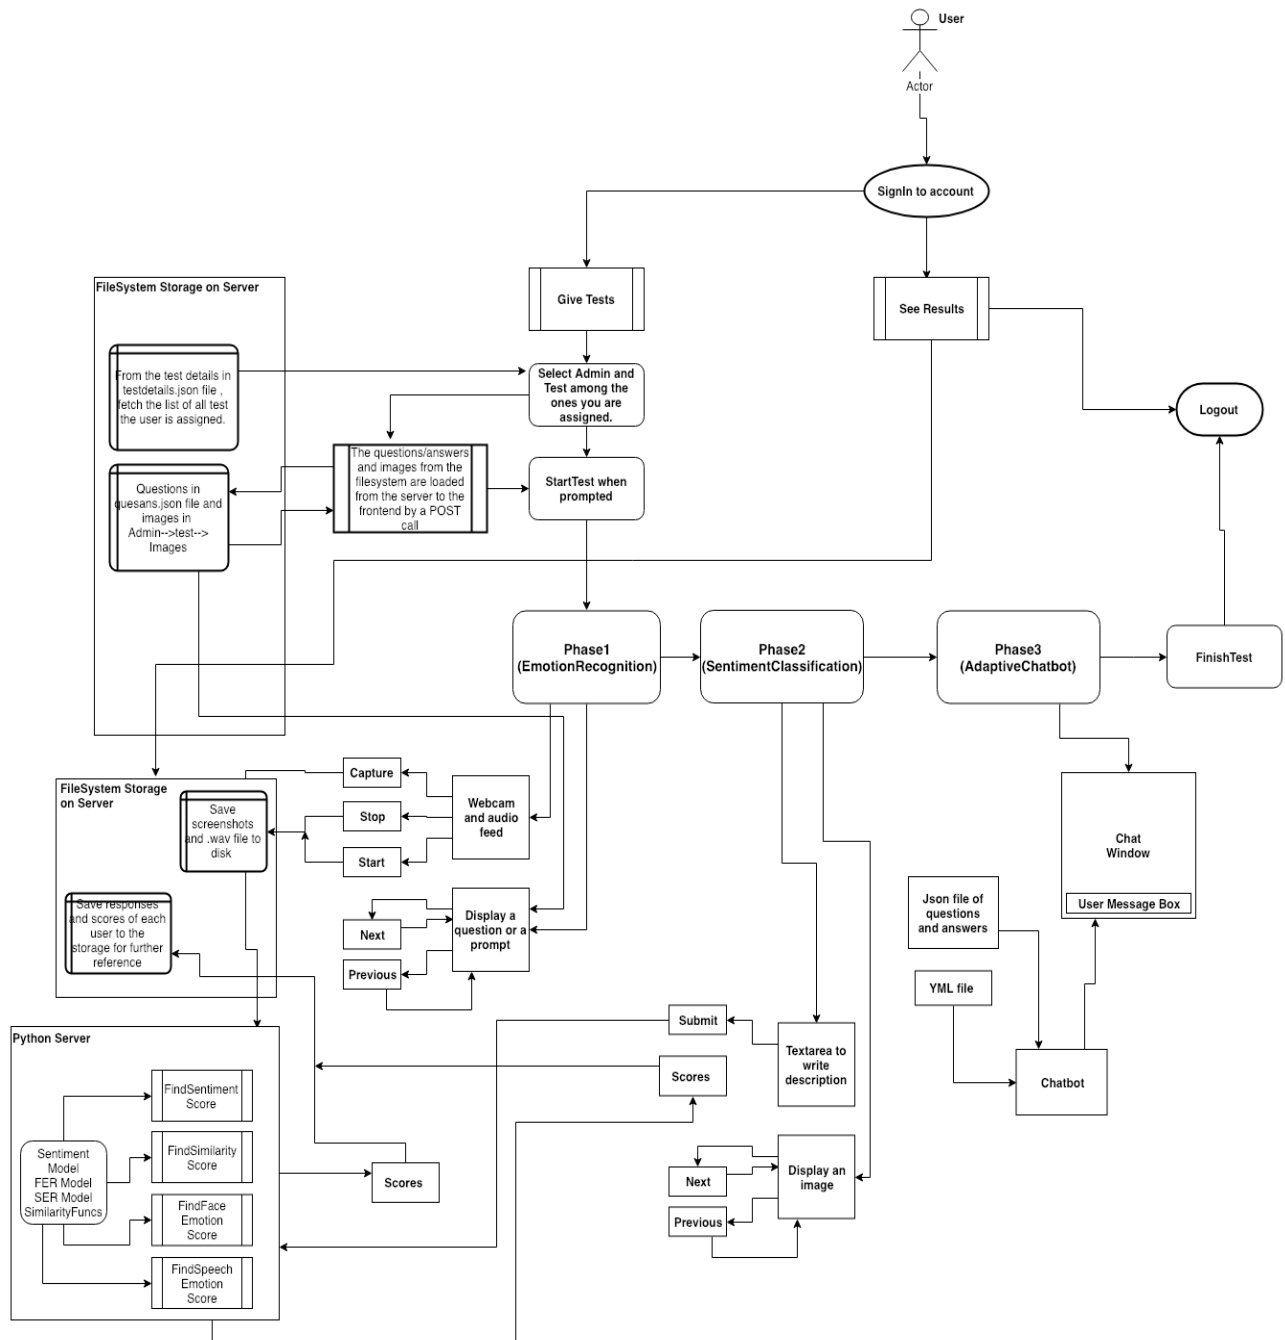 User
Actor
SignIn to account
FileSystem Storage on Server
Give Tests
See Results
From the test details in
testdetails.json file ,
fetch the list of all test
the user is assigned.
Select Admin and
Test among the
ones you are
assigned.
Logout
The questions/answers
and images from the
filesystem are loaded
from the server to the
frontend by a POST
call
StartTest when
prompted
Questions in
quesans.json file and
images in
Admin-->test-->
Images
Phase1
(EmotionRecognition)
Phase2
(SentimentClassification)
Phase3
(AdaptiveChatbot)
FinishTest
FileSystem Storage
on Server
Save
screenshots
and .wav file to
disk
Capture
Stop
Start
Webcam
and audio
feed
Chat
Window
User Message Box
Save responses
and scores of each
user to the
storage for further
reference
Next
Previous
Display a
question or a
prompt
Json file of
questions
and answers
YML file
Chatbot
Python Server
Submit
Textarea to
write
description
Scores
FindSentiment
Score
Sentiment
Model
FER Model
SER Model
SimilarityFuncs
FindSimilarity
Score
FindFace
Emotion
Score
FindSpeech
Emotion
Score
Scores
Next
Previous
Display an
image